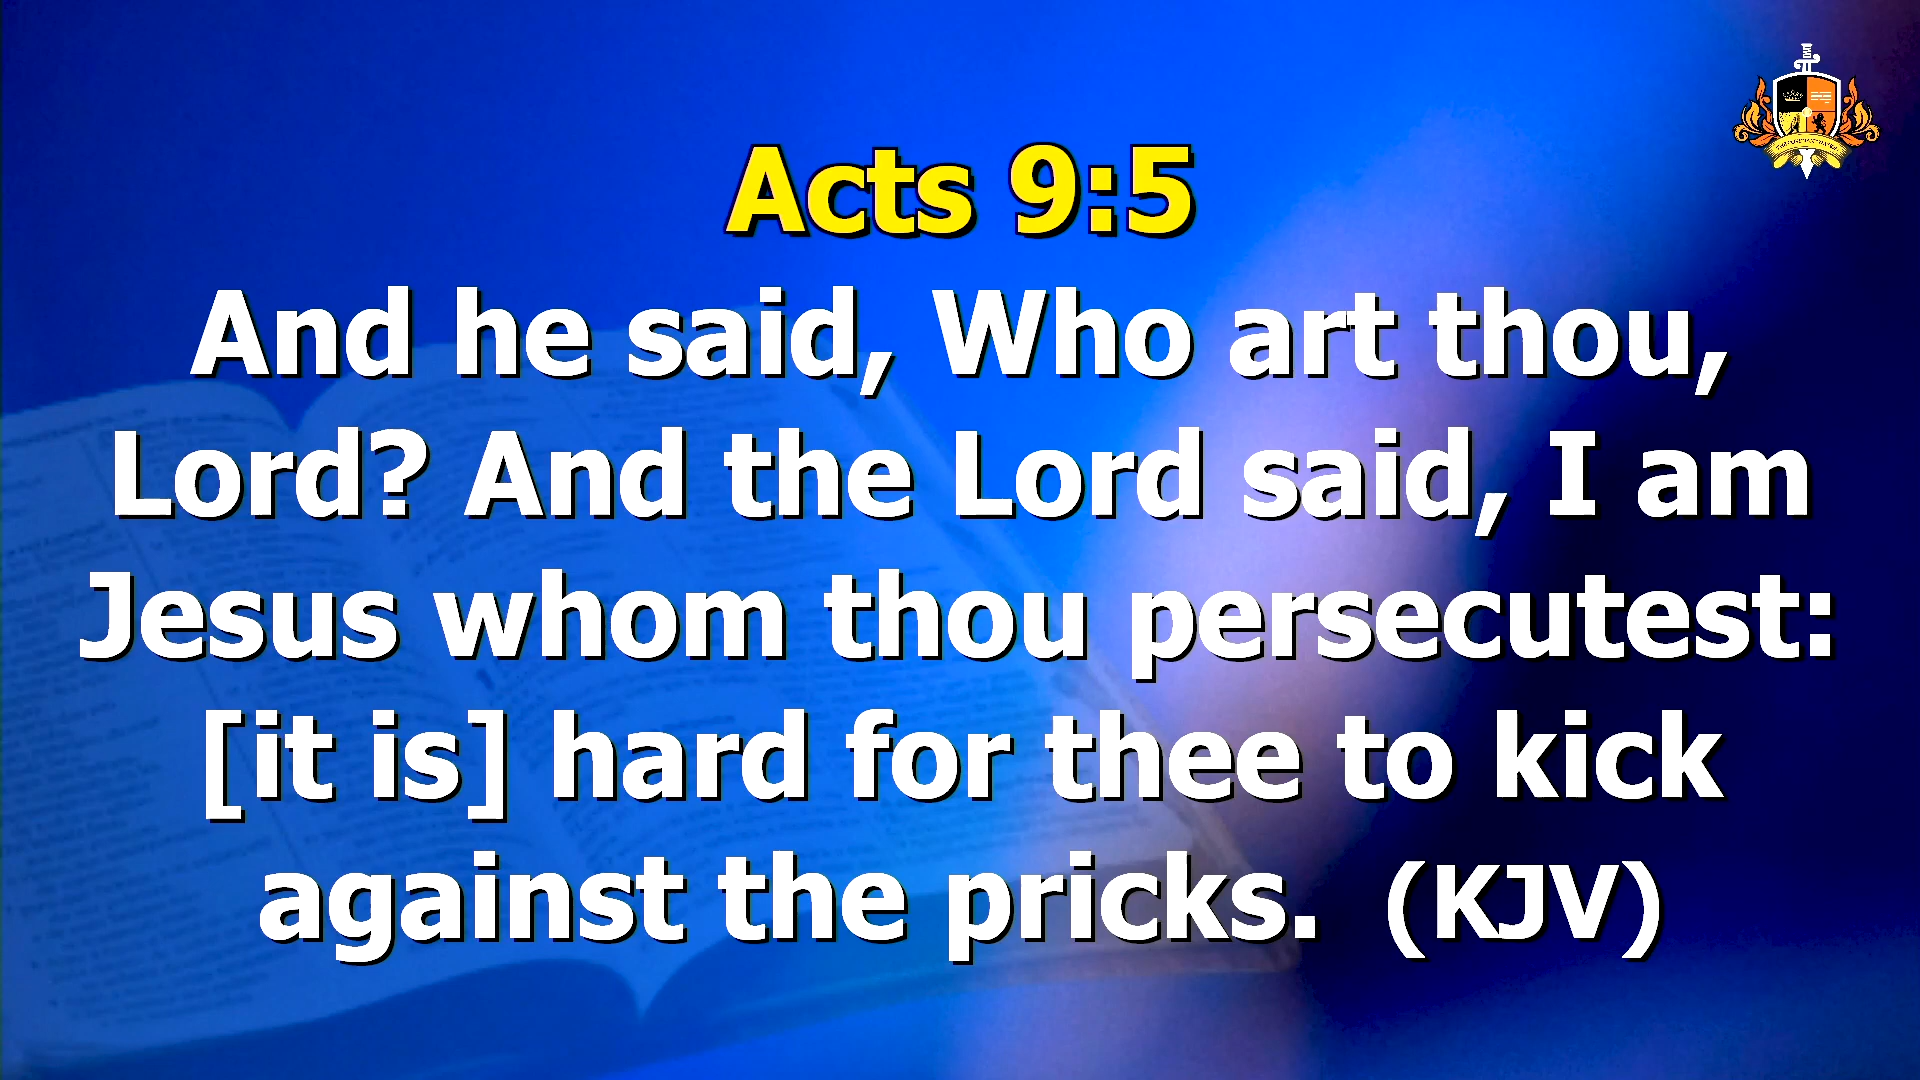 Acts 9:5
And he said, Who art thou,
Lord? And the Lord said, I am
Jesus whom thou persecutest:
[it is] hard for thee to kick
against the pricks.  (KJV)